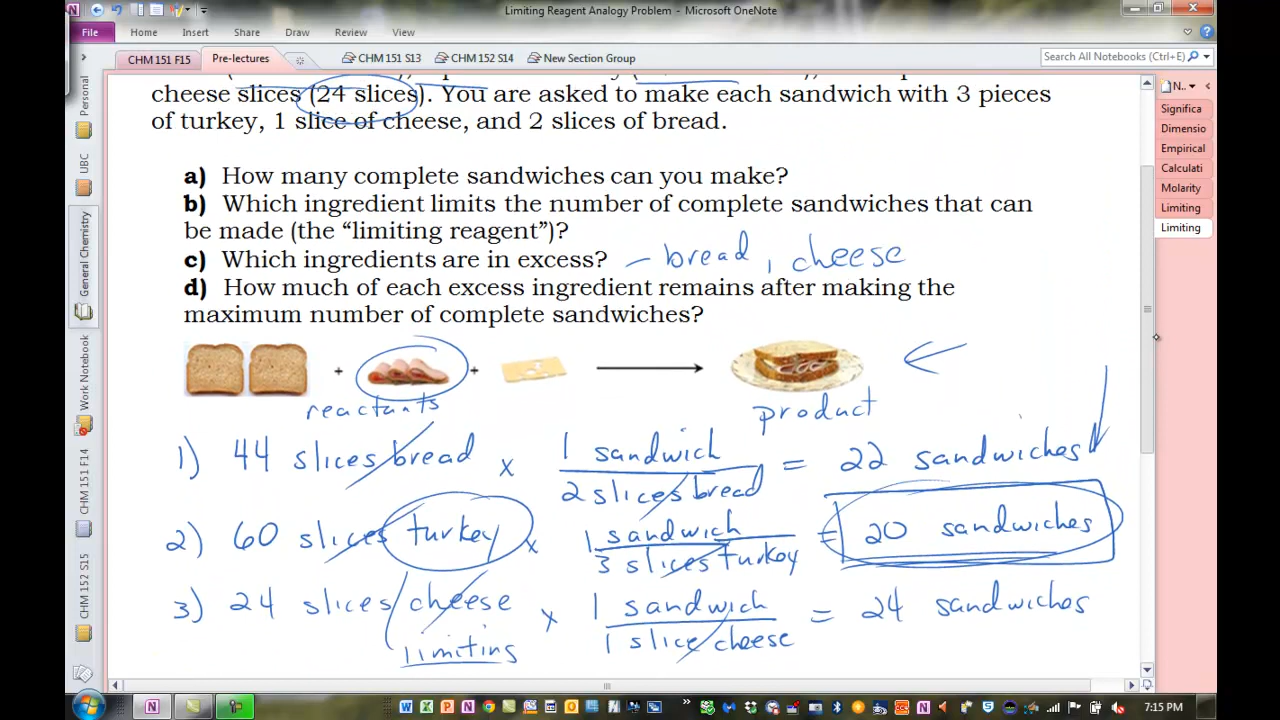 Limiting Reagent Analogy Problem - Microsoft OneNote
File Home Insert Share Draw Review View
CHM 151 F15 Pre-lectures CHM 151 S13 CHM 152 S14 New Section Group
Search All Notebooks (Ctrl+E)
Personal
UBC
General Chemistry
Work Notebook
CHM 151 F14
CHM 152 S15
cheese slices (24 slices). You are asked to make each sandwich with 3 pieces
of turkey, 1 slice of cheese, and 2 slices of bread.
a) How many complete sandwiches can you make?
b) Which ingredient limits the number of complete sandwiches that can
be made (the “limiting reagent”)?
c) Which ingredients are in excess? – bread, cheese
d) How much of each excess ingredient remains after making the
maximum number of complete sandwiches?
+ +
reactants product
1) 44 slices bread x 1 sandwich / 2 slices bread = 22 sandwiches
2) 60 slices turkey x 1 sandwich / 3 slices turkey = 20 sandwiches
3) 24 slices cheese x 1 sandwich / 1 slice cheese = 24 sandwiches
limiting
N...
Significa
Dimensio
Empirical
Calculati
Molarity
Limiting
Limiting
7:15 PM